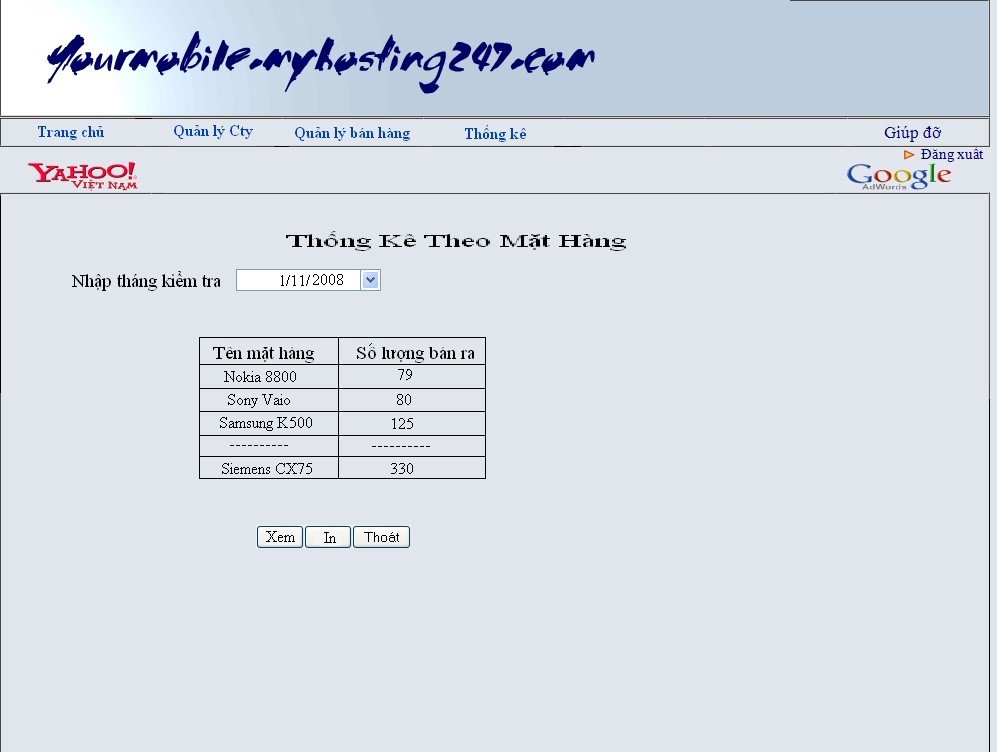 Yourmobile.myhosting247.com
Trang chủ Quản lý Cty Quản lý bán hàng Thống kê Giúp đỡ
Đăng xuất
YAHOO! VIỆT NAM
Google AdWords
Thống Kê Theo Mặt Hàng
Nhập tháng kiểm tra 1/11/2008
Tên mặt hàng Số lượng bán ra
Nokia 8800 79
Sony Vaio 80
Samsung K500 125
---------- ----------
Siemens CX75 330
Xem In Thoát